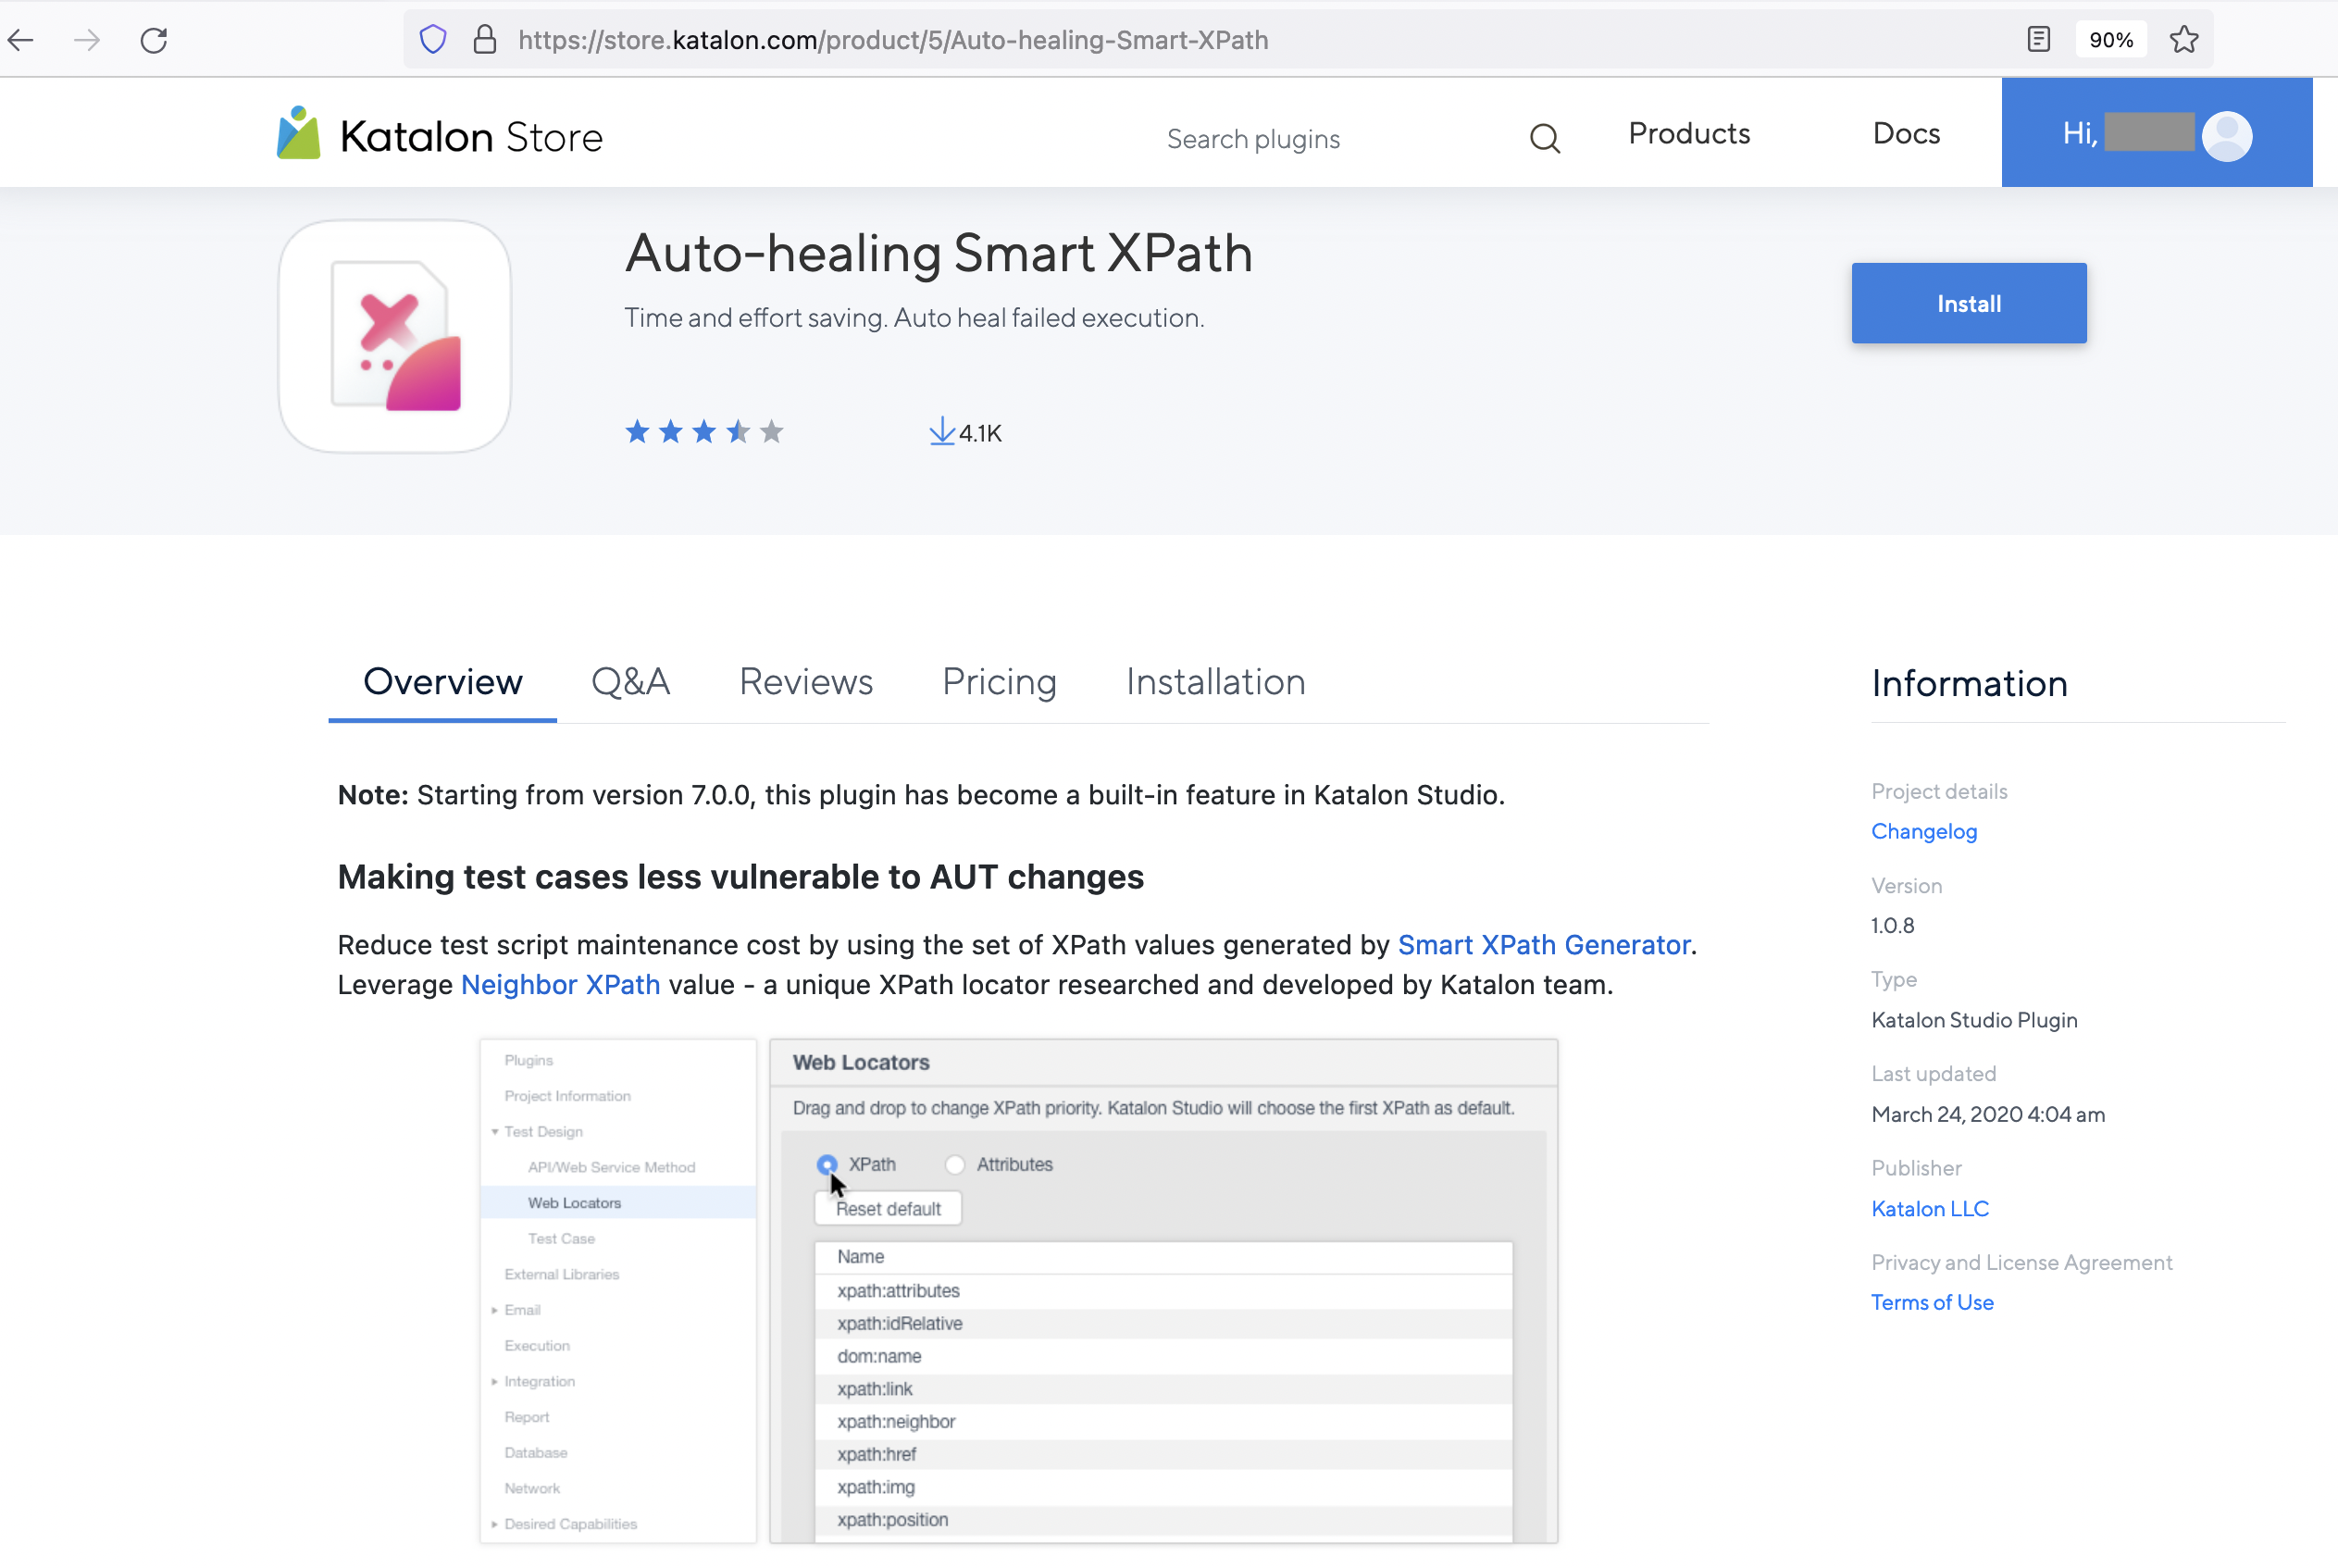 https://store.katalon.com/product/5/Auto-healing-Smart-XPath
90%
Katalon Store
Search plugins
Products
Docs
Hi,
Auto-healing Smart XPath
Time and effort saving. Auto heal failed execution.
Install
4.1K
Overview
Q&A
Reviews
Pricing
Installation
Note: Starting from version 7.0.0, this plugin has become a built-in feature in Katalon Studio.
Making test cases less vulnerable to AUT changes
Reduce test script maintenance cost by using the set of XPath values generated by Smart XPath Generator.
Leverage Neighbor XPath value - a unique XPath locator researched and developed by Katalon team.
Plugins
Project Information
Test Design
API/Web Service Method
Web Locators
Test Case
External Libraries
Email
Execution
Integration
Report
Database
Network
Desired Capabilities
Web Locators
Drag and drop to change XPath priority. Katalon Studio will choose the first XPath as default.
XPath
Attributes
Reset default
Name
xpath:attributes
xpath:idRelative
dom:name
xpath:link
xpath:neighbor
xpath:href
xpath:img
xpath:position
Information
Project details
Changelog
Version
1.0.8
Type
Katalon Studio Plugin
Last updated
March 24, 2020 4:04 am
Publisher
Katalon LLC
Privacy and License Agreement
Terms of Use